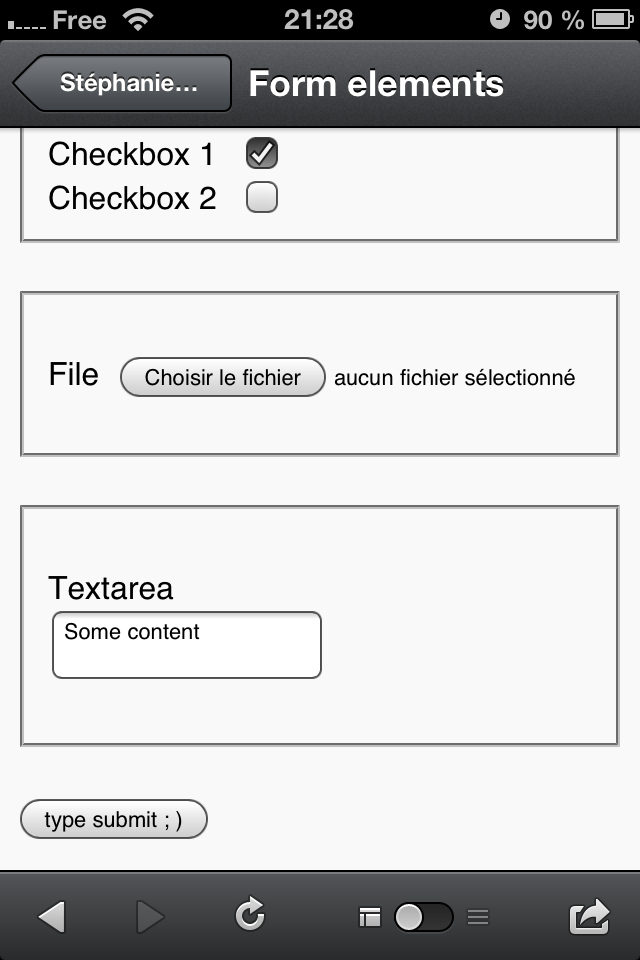 Free 21:28 90 %
Stéphanie... Form elements
Checkbox 1
Checkbox 2
File Choisir le fichier aucun fichier sélectionné
Textarea
Some content
type submit ; )